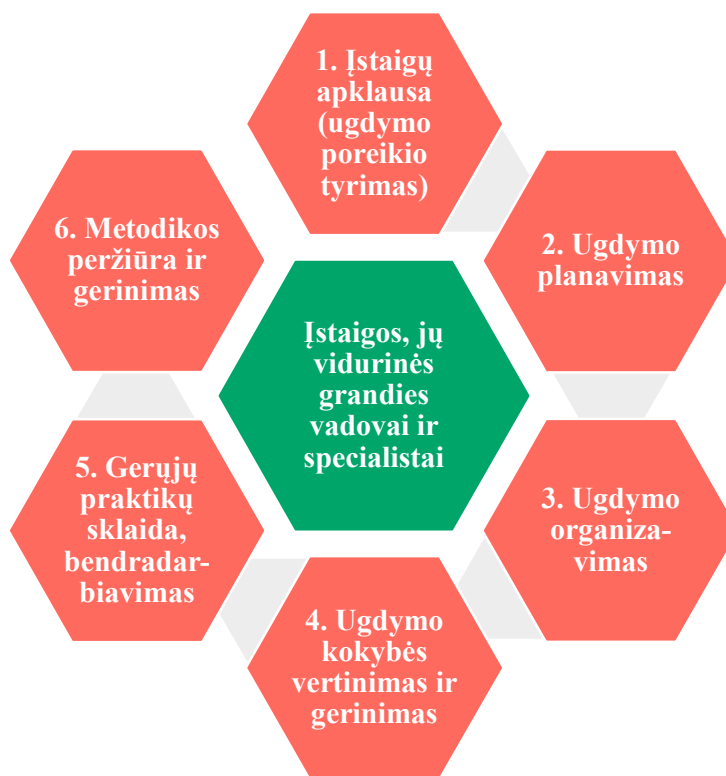 1. Įstaigų
apklausa
(ugdymo
poreikio
tyrimas)
2. Ugdymo
planavimas
3. Ugdymo
organiza-
vimas
4. Ugdymo
kokybės
vertinimas ir
gerinimas
5. Gerųjų
praktikų
sklaida,
bendradar-
biavimas
6. Metodikos
peržiūra ir
gerinimas
Įstaigos, jų
vidurinės
grandies
vadovai ir
specialistai